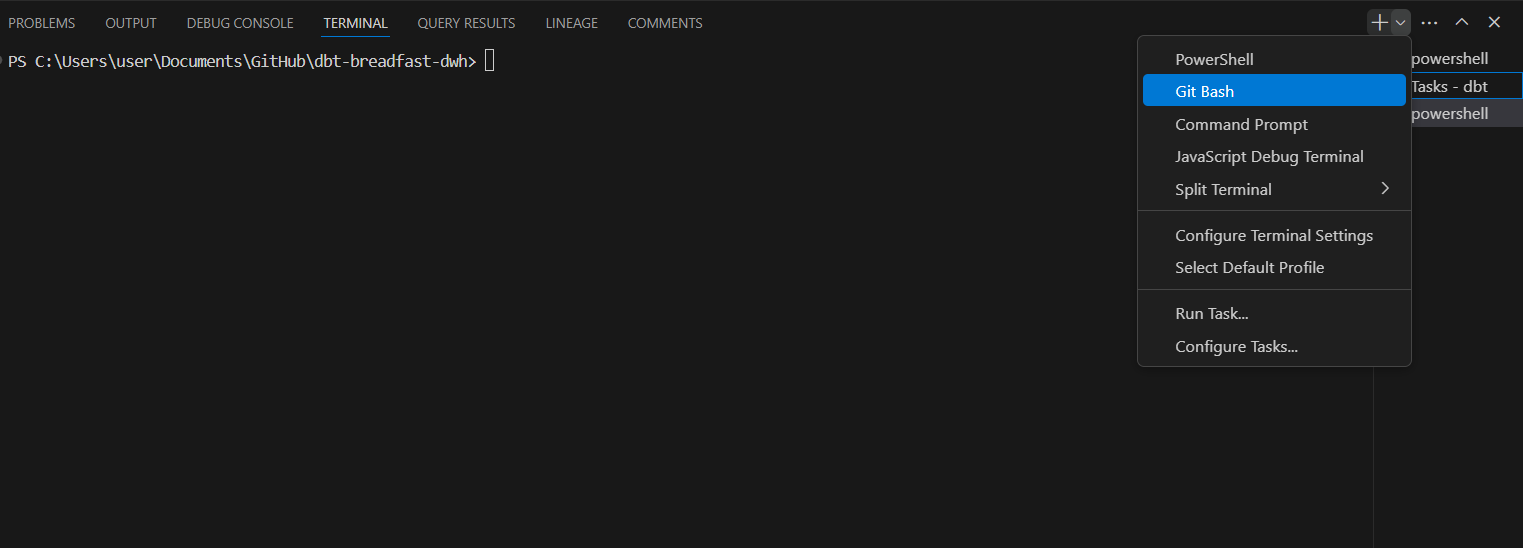 PROBLEMS OUTPUT DEBUG CONSOLE TERMINAL QUERY RESULTS LINEAGE COMMENTS
PS C:\Users\user\Documents\GitHub\dbt-breadfast-dwh>
PowerShell
Git Bash
Command Prompt
JavaScript Debug Terminal
Split Terminal
Configure Terminal Settings
Select Default Profile
Run Task...
Configure Tasks...
powershell
Tasks - dbt
powershell